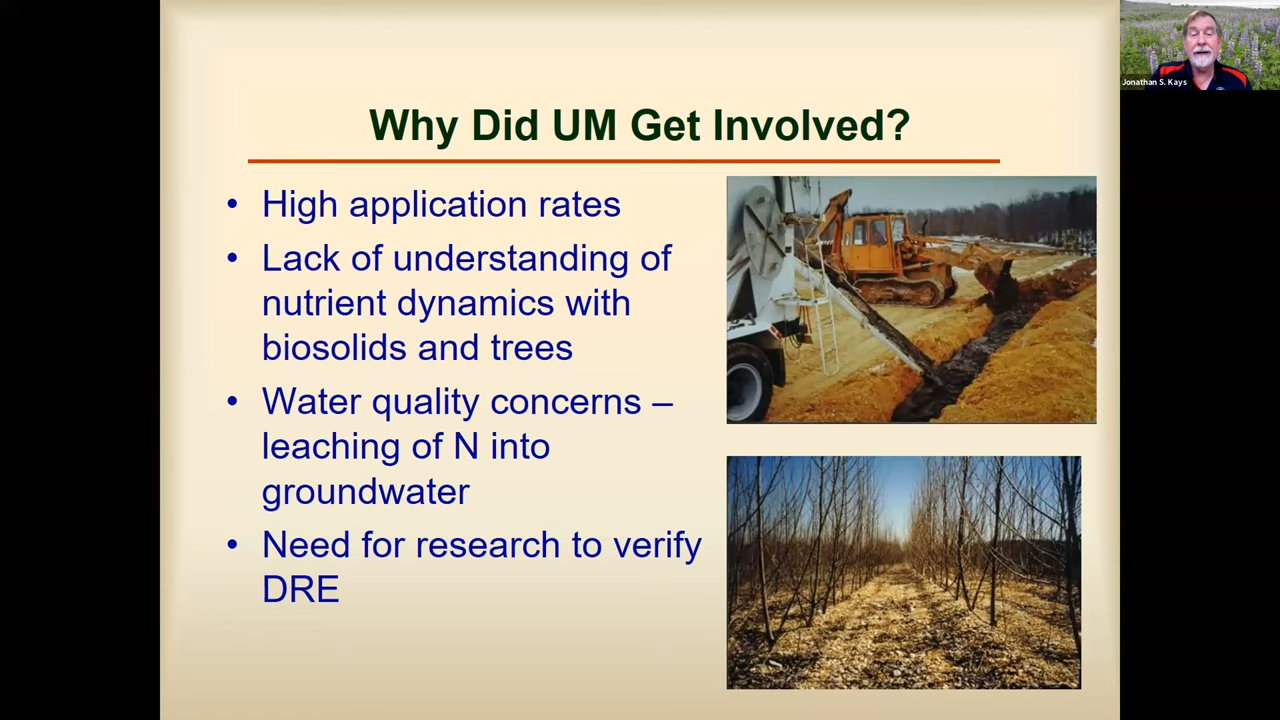 Why Did UM Get Involved?
• High application rates
• Lack of understanding of
nutrient dynamics with
biosolids and trees
• Water quality concerns –
leaching of N into
groundwater
• Need for research to verify
DRE
Jonathan S. Kays